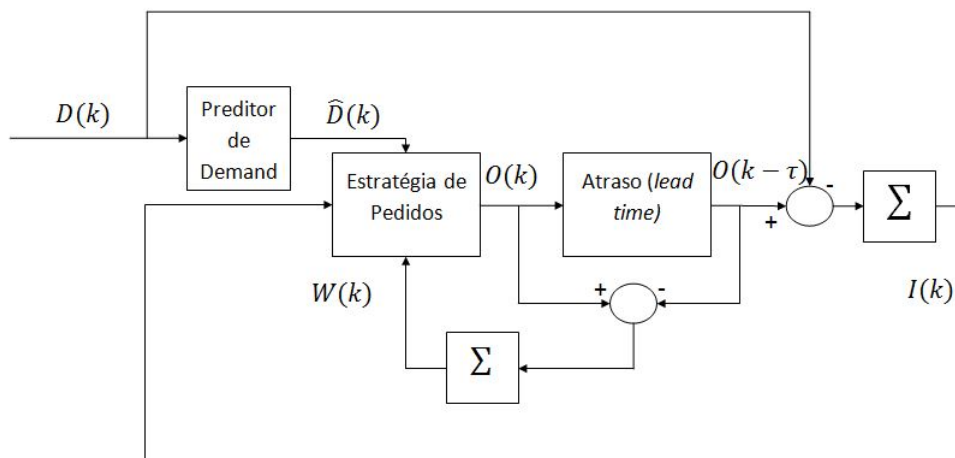 D(k)
Preditor
de
Demand
D̂(k)
Estratégia de
Pedidos
O(k)
Atraso (lead
time)
O(k − τ)
-
+
Σ
I(k)
W(k)
+
-
Σ